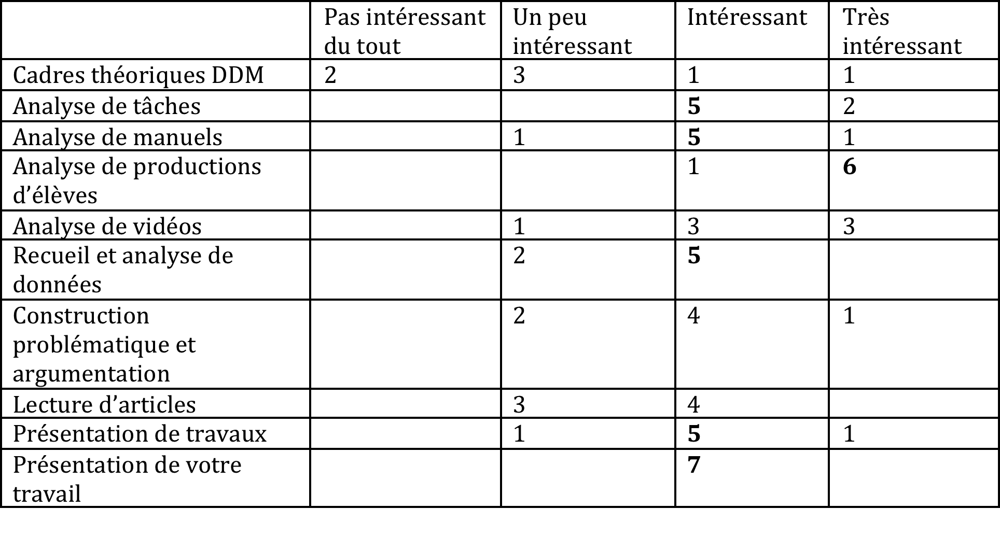 Pas intéressant du tout | Un peu intéressant | Intéressant | Très intéressant
Cadres théoriques DDM | 2 | 3 | 1 | 1
Analyse de tâches | | | 5 | 2
Analyse de manuels | | 1 | 5 | 1
Analyse de productions d’élèves | | | 1 | 6
Analyse de vidéos | | 1 | 3 | 3
Recueil et analyse de données | | 2 | 5 |
Construction problématique et argumentation | | 2 | 4 | 1
Lecture d’articles | | 3 | 4 |
Présentation de travaux | | 1 | 5 | 1
Présentation de votre travail | | | 7 |